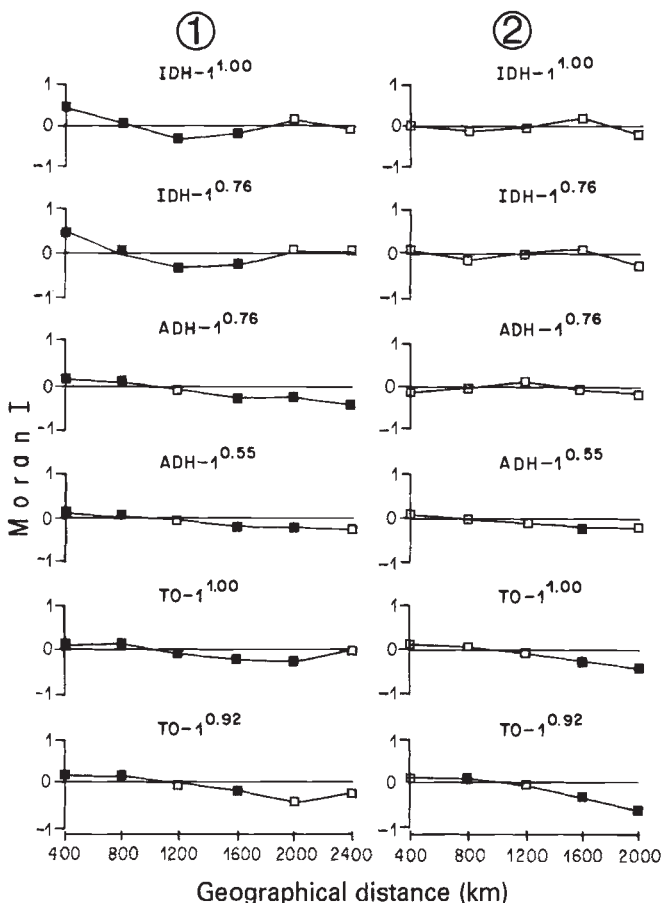 ① ②
IDH-1^1.00 IDH-1^1.00
1 1
0 0
-1 -1
IDH-1^0.76 IDH-1^0.76
1 1
0 0
-1 -1
ADH-1^0.76 ADH-1^0.76
1 1
0 0
-1 -1
ADH-1^0.55 ADH-1^0.55
1 1
0 0
-1 -1
TO-1^1.00 TO-1^1.00
1 1
0 0
-1 -1
TO-1^0.92 TO-1^0.92
1 1
0 0
-1 -1
Moran I
400 800 1200 1600 2000 2400 400 800 1200 1600 2000
Geographical distance (km)